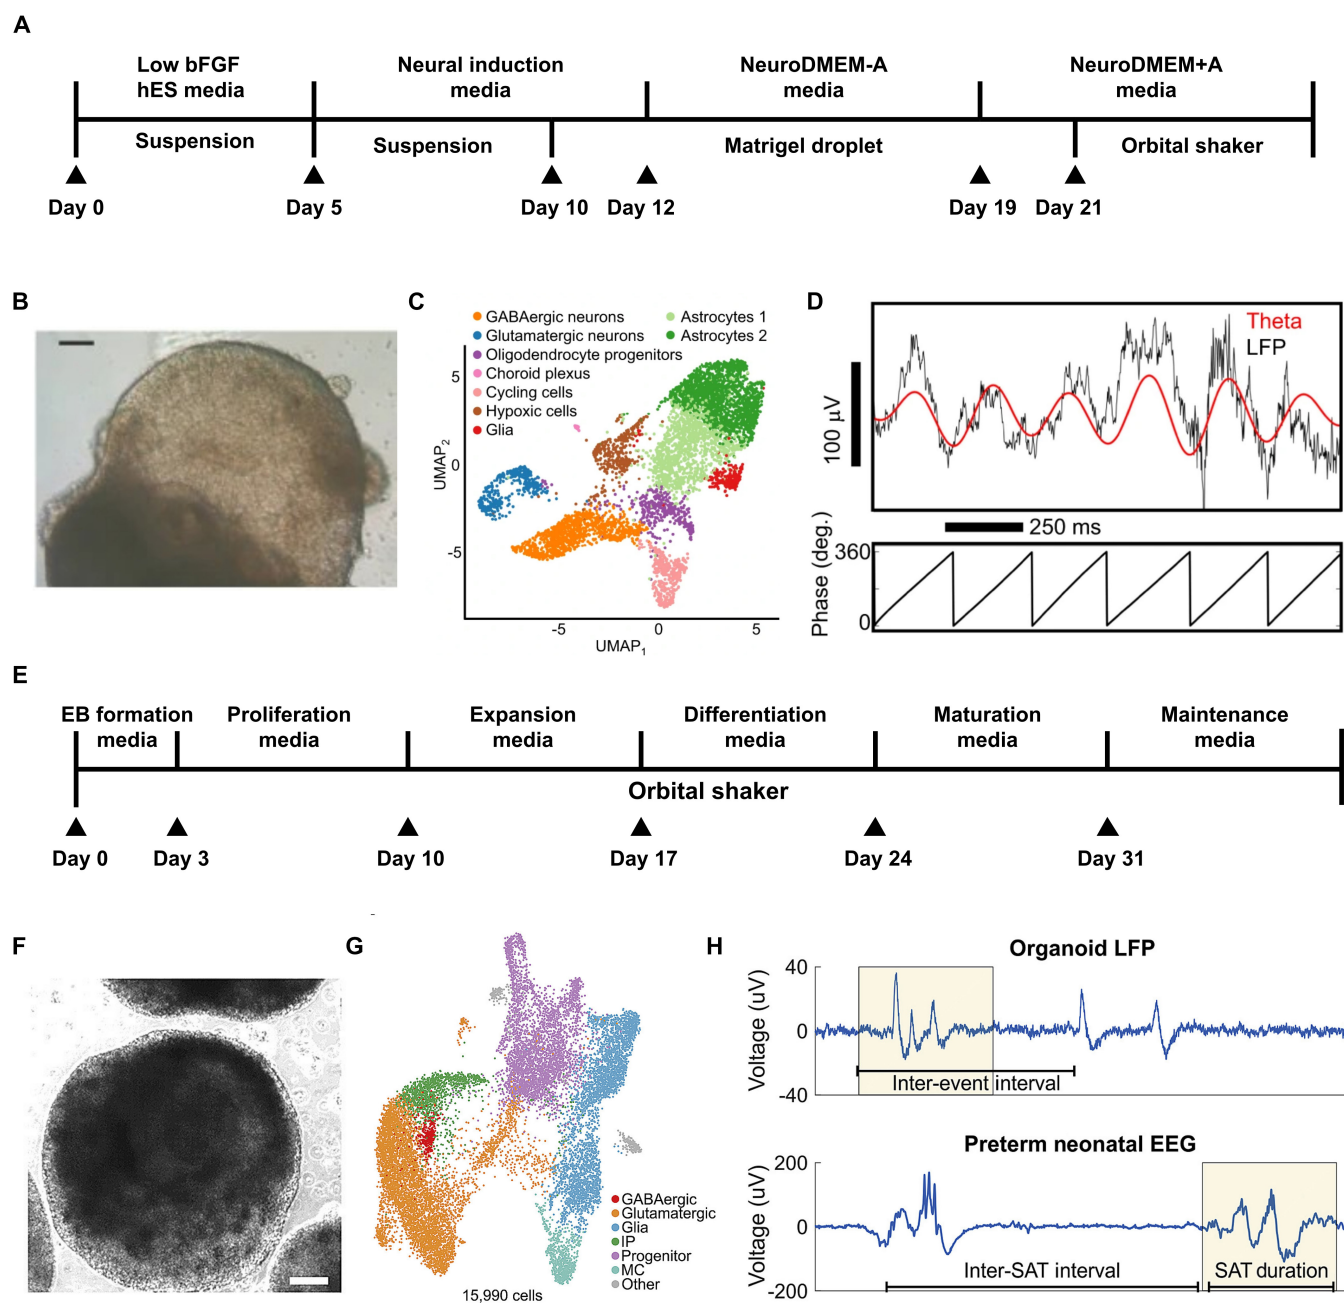 A
Low bFGF
hES media
Neural induction
media
NeuroDMEM-A
media
NeuroDMEM+A
media
Suspension
Suspension
Matrigel droplet
Orbital shaker
Day 0
Day 5
Day 10
Day 12
Day 19
Day 21
B
C
GABAergic neurons
Glutamatergic neurons
Oligodendrocyte progenitors
Choroid plexus
Cycling cells
Hypoxic cells
Glia
Astrocytes 1
Astrocytes 2
5
0
-5
UMAP2
-5
0
5
UMAP1
D
Theta
LFP
100 µV
250 ms
Phase (deg.)
360
0
E
EB formation
media
Proliferation
media
Expansion
media
Differentiation
media
Maturation
media
Maintenance
media
Orbital shaker
Day 0
Day 3
Day 10
Day 17
Day 24
Day 31
F
G
GABAergic
Glutamatergic
Glia
IP
Progenitor
MC
Other
15,990 cells
H
Organoid LFP
Voltage (uV)
40
0
-40
Inter-event interval
Preterm neonatal EEG
Voltage (uV)
200
0
-200
Inter-SAT interval
SAT duration